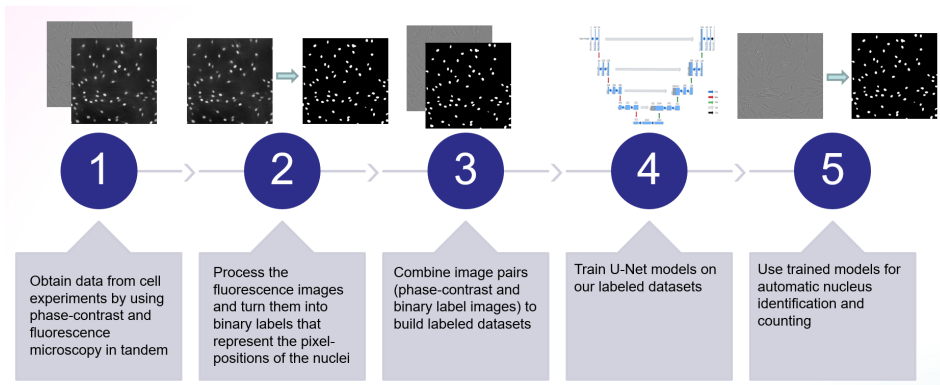 1
2
3
4
5
Obtain data from cell
experiments by using
phase-contrast and
fluorescence
microscopy in tandem
Process the
fluorescence images
and turn them into
binary labels that
represent the pixel-
positions of the nuclei
Combine image pairs
(phase-contrast and
binary label images) to
build labeled datasets
Train U-Net models on
our labeled datasets
Use trained models for
automatic nucleus
identification and
counting